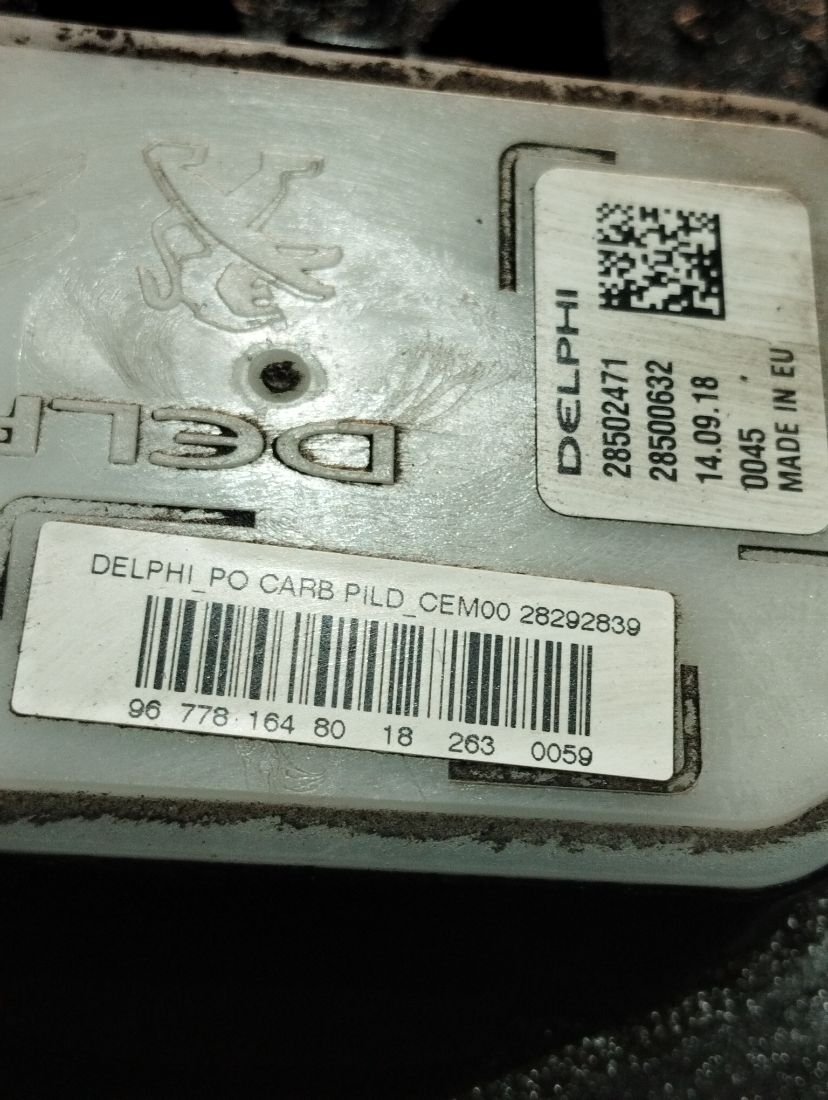 DELPHI
28502471
28500632
14.09.18
0045
MADE IN EU
DELP
DELPHI_PO CARB PILD_CEM00 28292839
96 778 164 80 18 263 0059